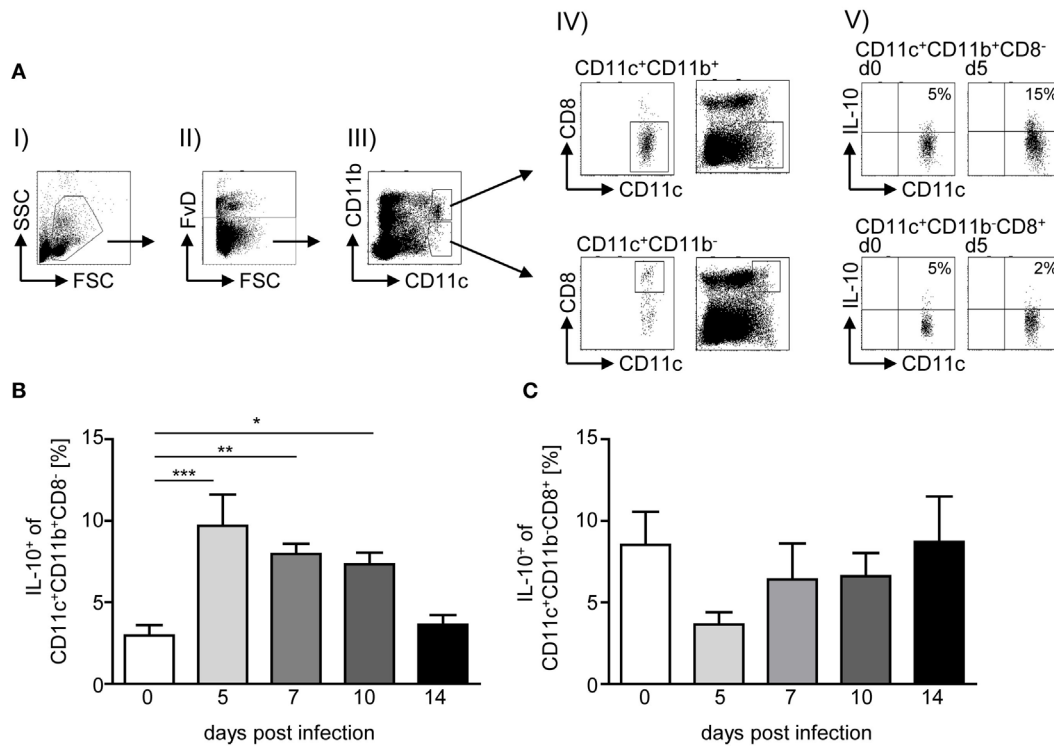 A
I)
II)
III)
IV)
V)
SSC
FSC
FvD
FSC
CD11b
CD11c
CD11c⁺CD11b⁺
CD8
CD11c
CD11c⁺CD11b⁺CD8⁻
d0
d5
5%
15%
IL-10
CD11c
CD11c⁺CD11b⁻
CD8
CD11c
CD11c⁺CD11b⁻CD8⁺
d0
d5
5%
2%
IL-10
CD11c
B
IL-10⁺ of
CD11c⁺CD11b⁺CD8⁻ [%]
15
10
5
0
*
**
***
0 5 7 10 14
days post infection
C
IL-10⁺ of
CD11c⁺CD11b⁻CD8⁺ [%]
15
10
5
0
0 5 7 10 14
days post infection